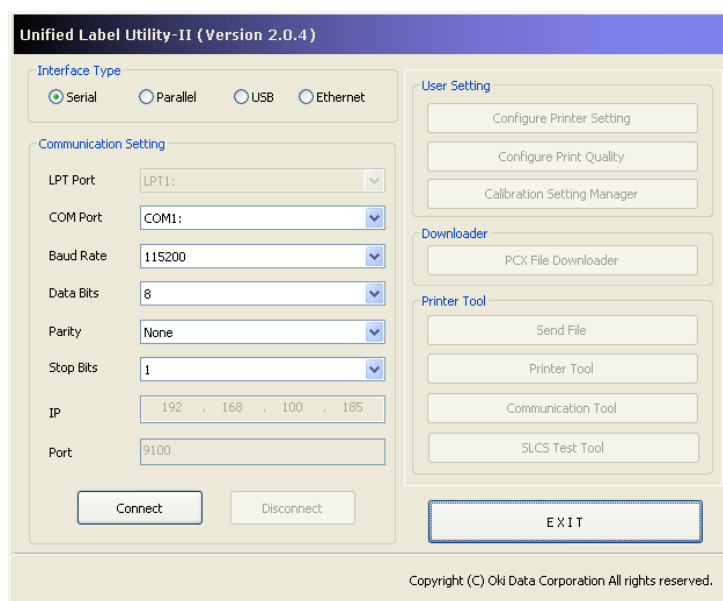 Unified Label Utility-II (Version 2.0.4)
Interface Type
Serial Parallel USB Ethernet
Communication Setting
LPT Port LPT1:
COM Port COM1:
Baud Rate 115200
Data Bits 8
Parity None
Stop Bits 1
IP 192 . 168 . 100 . 185
Port 9100
Connect Disconnect
User Setting
Configure Printer Setting
Configure Print Quality
Calibration Setting Manager
Downloader
PCX File Downloader
Printer Tool
Send File
Printer Tool
Communication Tool
SLCS Test Tool
EXIT
Copyright (C) Oki Data Corporation All rights reserved.